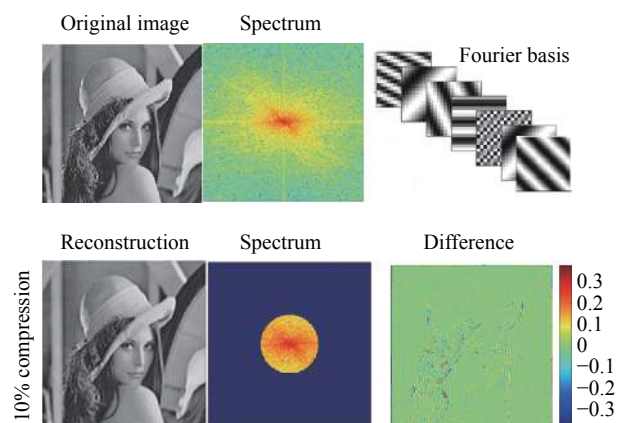 Original image
Spectrum
Fourier basis
Reconstruction
Spectrum
Difference
10% compression
0.3
0.2
0.1
0
−0.1
−0.2
−0.3